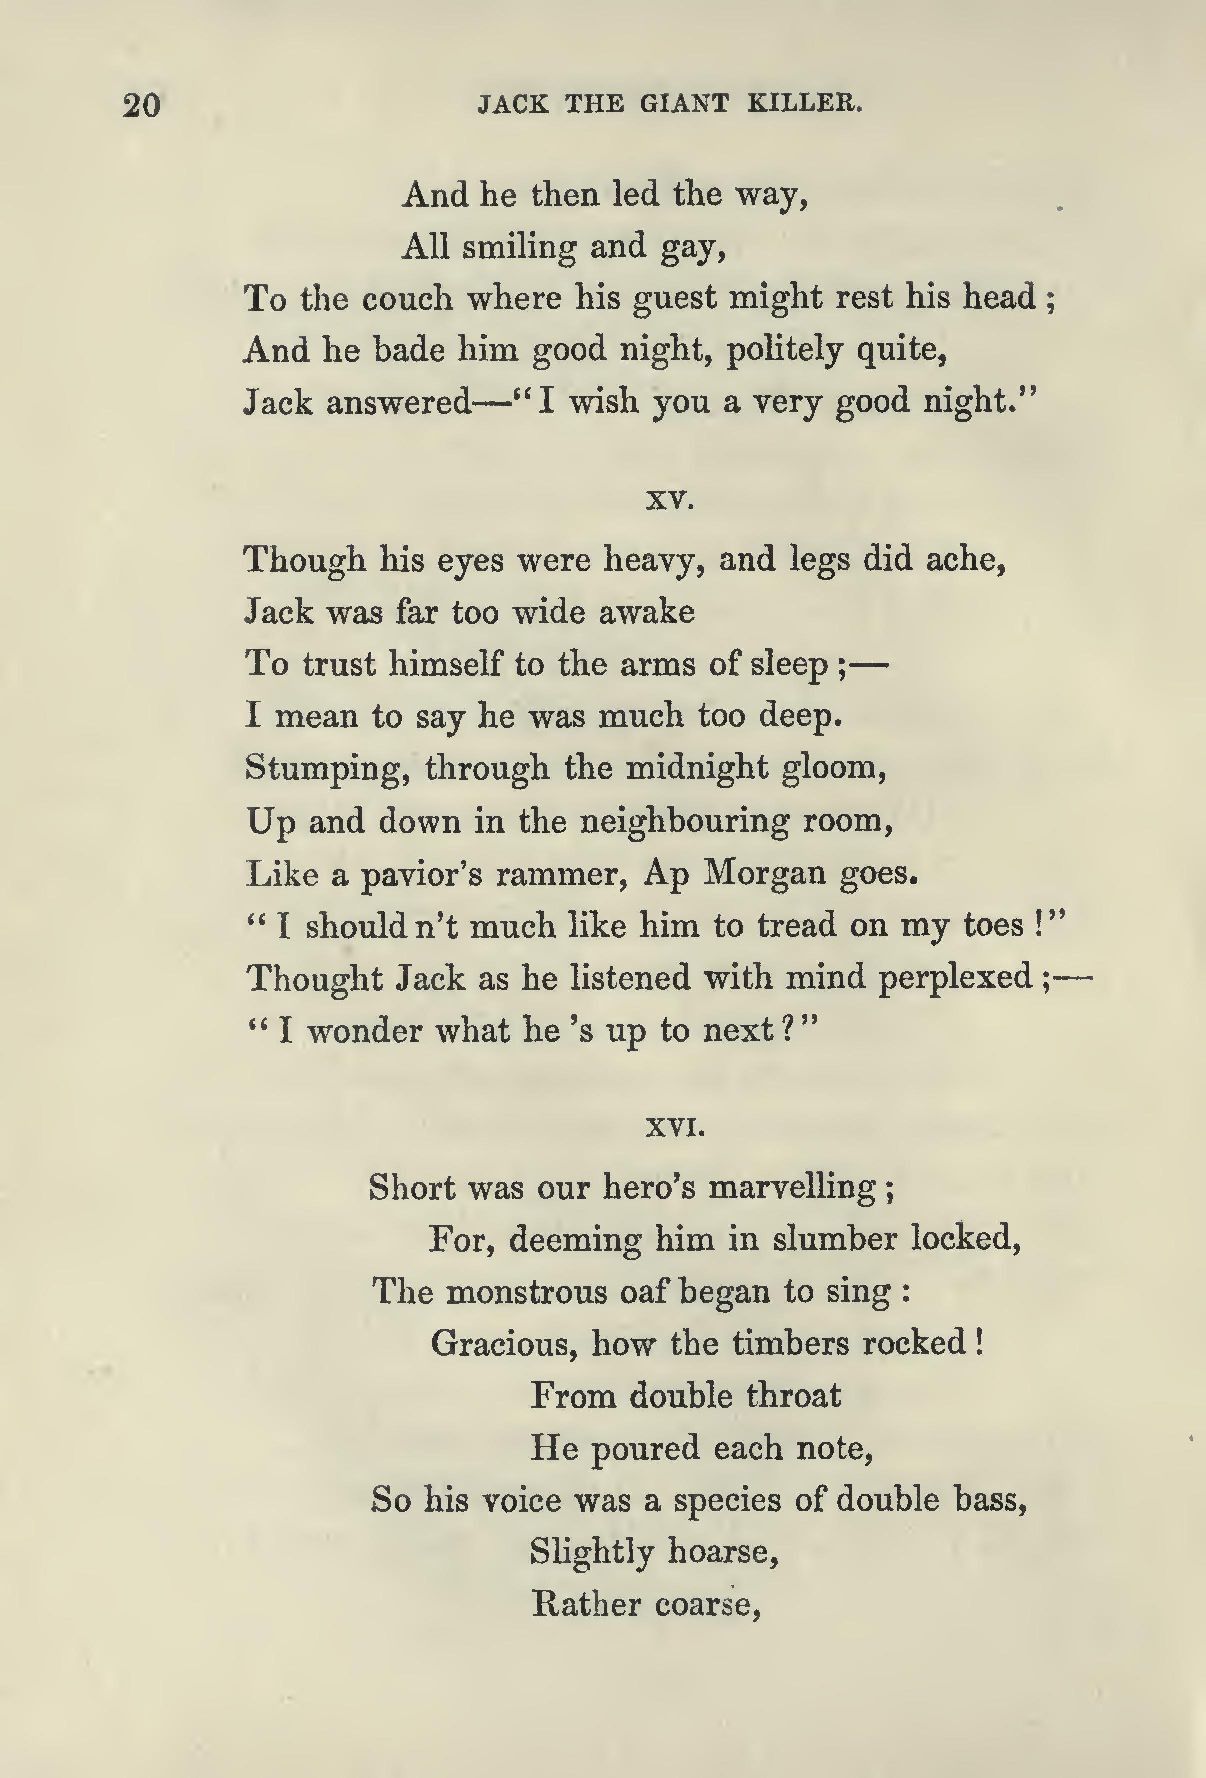 20 JACK THE GIANT KILLER.
And he then led the way,
All smiling and gay,
To the couch where his guest might rest his head ;
And he bade him good night, politely quite,
Jack answered—“ I wish you a very good night.”
XV.
Though his eyes were heavy, and legs did ache,
Jack was far too wide awake
To trust himself to the arms of sleep ;—
I mean to say he was much too deep.
Stumping, through the midnight gloom,
Up and down in the neighbouring room,
Like a pavior’s rammer, Ap Morgan goes.
“ I should n’t much like him to tread on my toes !”
Thought Jack as he listened with mind perplexed ;—
“ I wonder what he ’s up to next ? ”
XVI.
Short was our hero’s marvelling ;
For, deeming him in slumber locked,
The monstrous oaf began to sing :
Gracious, how the timbers rocked !
From double throat
He poured each note,
So his voice was a species of double bass,
Slightly hoarse,
Rather coarse,